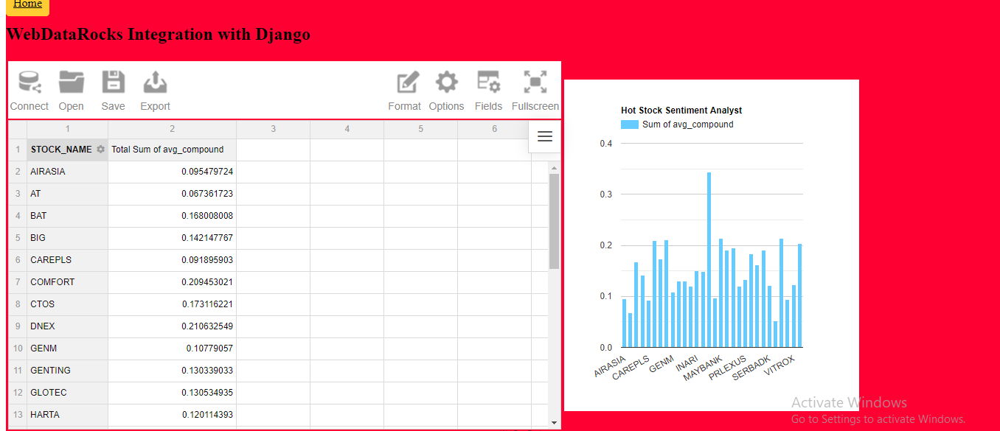 Home
WebDataRocks Integration with Django
Connect Open Save Export Format Options Fields Fullscreen
1 2 3 4 5 6
1 STOCK_NAME Total Sum of avg_compound
2 AIRASIA 0.095479724
3 AT 0.067361723
4 BAT 0.168008008
5 BIG 0.142147767
6 CAREPLS 0.091895903
7 COMFORT 0.209453021
8 CTOS 0.173116221
9 DNEX 0.210632549
10 GENM 0.10779057
11 GENTING 0.130339033
12 GLOTEC 0.130534935
13 HARTA 0.120114393
Hot Stock Sentiment Analyst
Sum of avg_compound
0.4
0.3
0.2
0.1
0.0
AIRASIA CAREPLS GENM INARI MAYBANK PRLEXUS SERBADK VITROX
Activate Windows
Go to Settings to activate Windows.